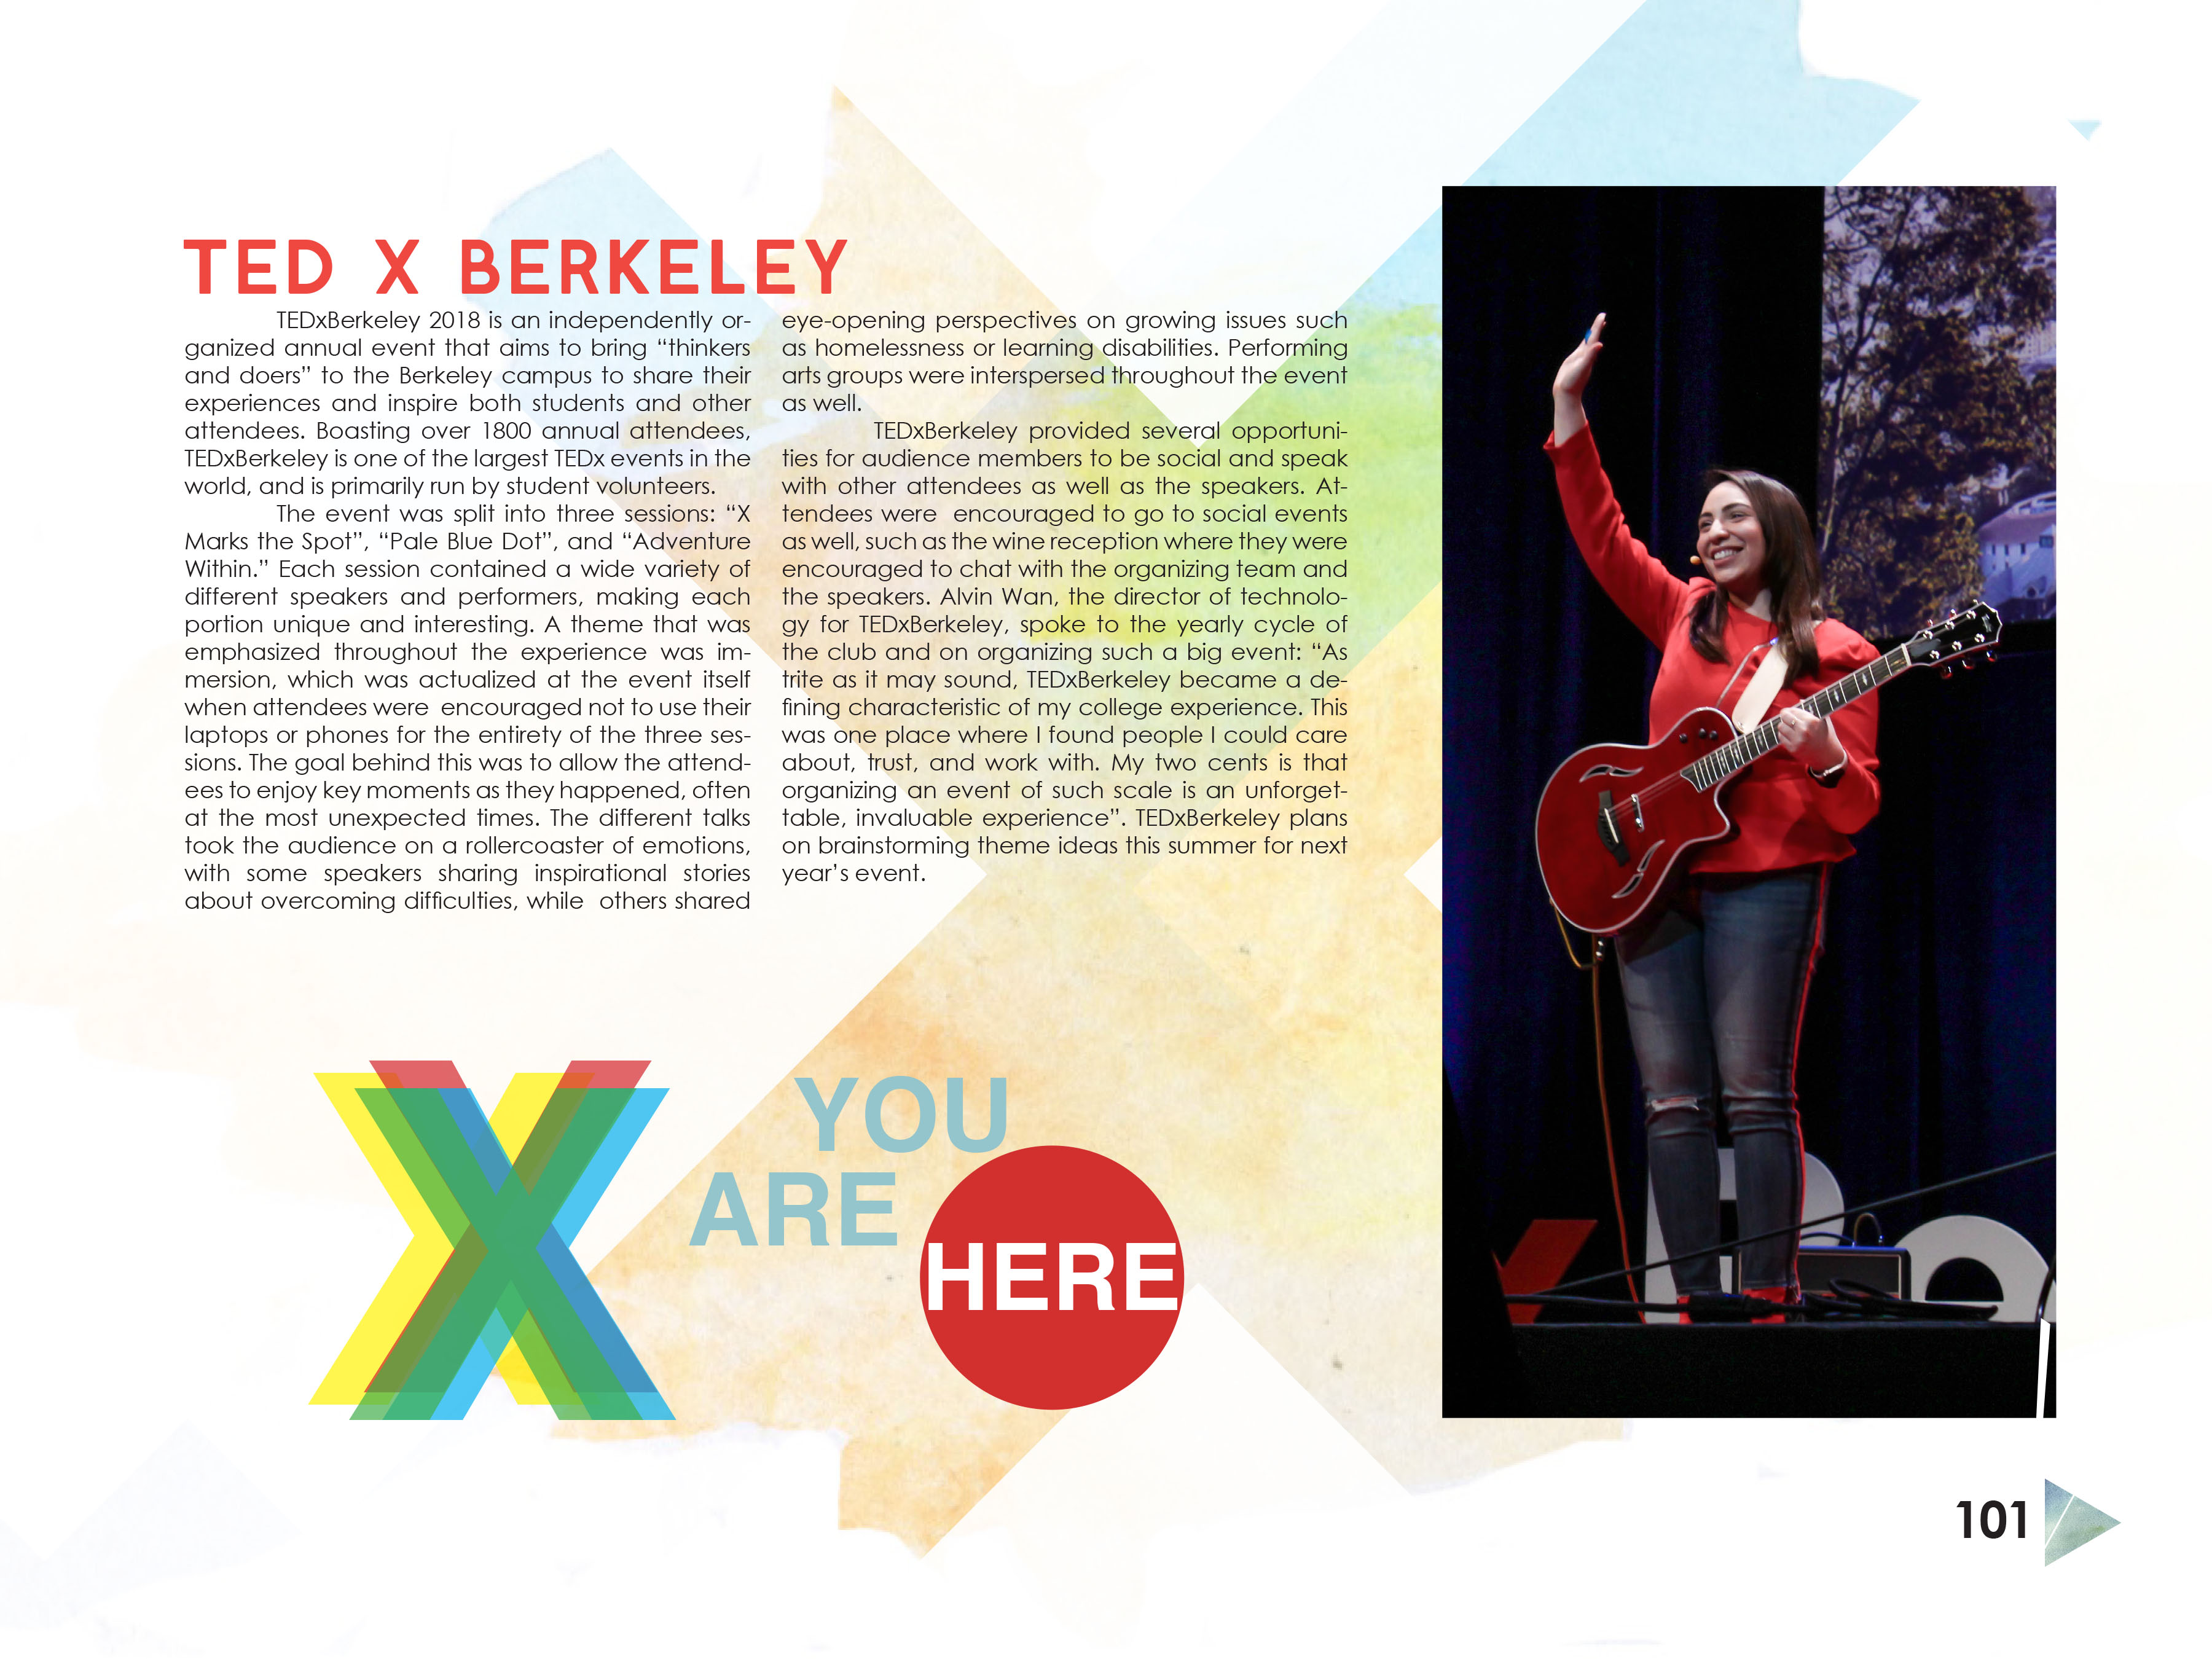 TED X BERKELEY
TEDxBerkeley 2018 is an independently or-
ganized annual event that aims to bring “thinkers
and doers” to the Berkeley campus to share their
experiences and inspire both students and other
attendees. Boasting over 1800 annual attendees,
TEDxBerkeley is one of the largest TEDx events in the
world, and is primarily run by student volunteers.
The event was split into three sessions: “X
Marks the Spot”, “Pale Blue Dot”, and “Adventure
Within.” Each session contained a wide variety of
different speakers and performers, making each
portion unique and interesting. A theme that was
emphasized throughout the experience was im-
mersion, which was actualized at the event itself
when attendees were encouraged not to use their
laptops or phones for the entirety of the three ses-
sions. The goal behind this was to allow the attend-
ees to enjoy key moments as they happened, often
at the most unexpected times. The different talks
took the audience on a rollercoaster of emotions,
with some speakers sharing inspirational stories
about overcoming difficulties, while others shared
eye-opening perspectives on growing issues such
as homelessness or learning disabilities. Performing
arts groups were interspersed throughout the event
as well.
TEDxBerkeley provided several opportuni-
ties for audience members to be social and speak
with other attendees as well as the speakers. At-
tendees were encouraged to go to social events
as well, such as the wine reception where they were
encouraged to chat with the organizing team and
the speakers. Alvin Wan, the director of technolo-
gy for TEDxBerkeley, spoke to the yearly cycle of
the club and on organizing such a big event: “As
trite as it may sound, TEDxBerkeley became a de-
fining characteristic of my college experience. This
was one place where I found people I could care
about, trust, and work with. My two cents is that
organizing an event of such scale is an unforget-
table, invaluable experience”. TEDxBerkeley plans
on brainstorming theme ideas this summer for next
year’s event.
X
YOU
ARE
HERE
x Be
101